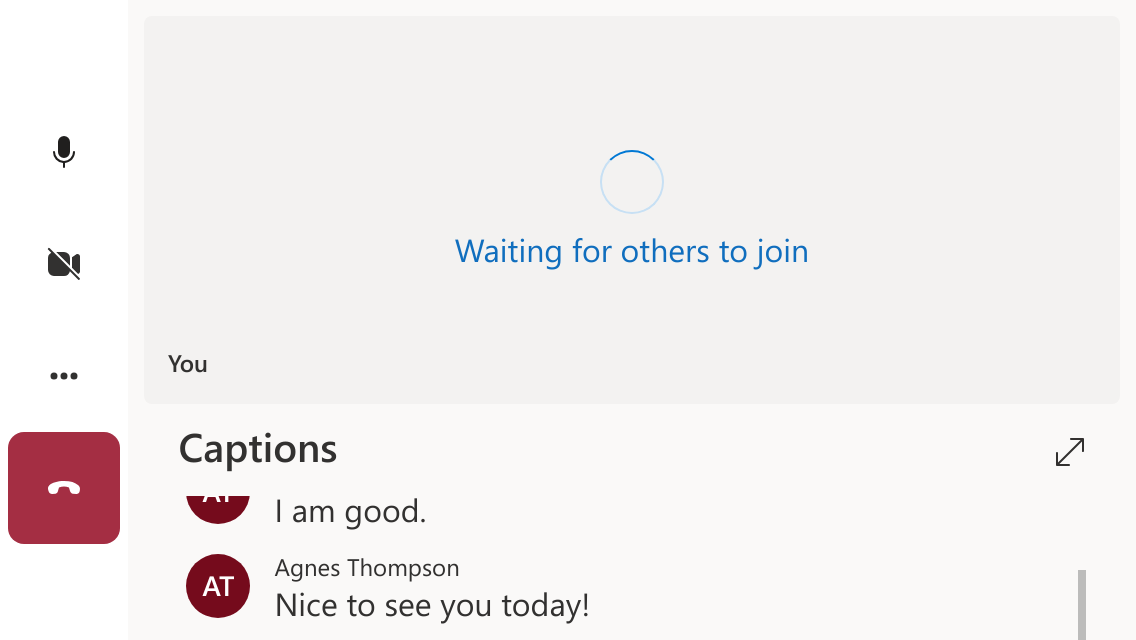 Waiting for others to join
You
Captions
I am good.
AT
Agnes Thompson
Nice to see you today!